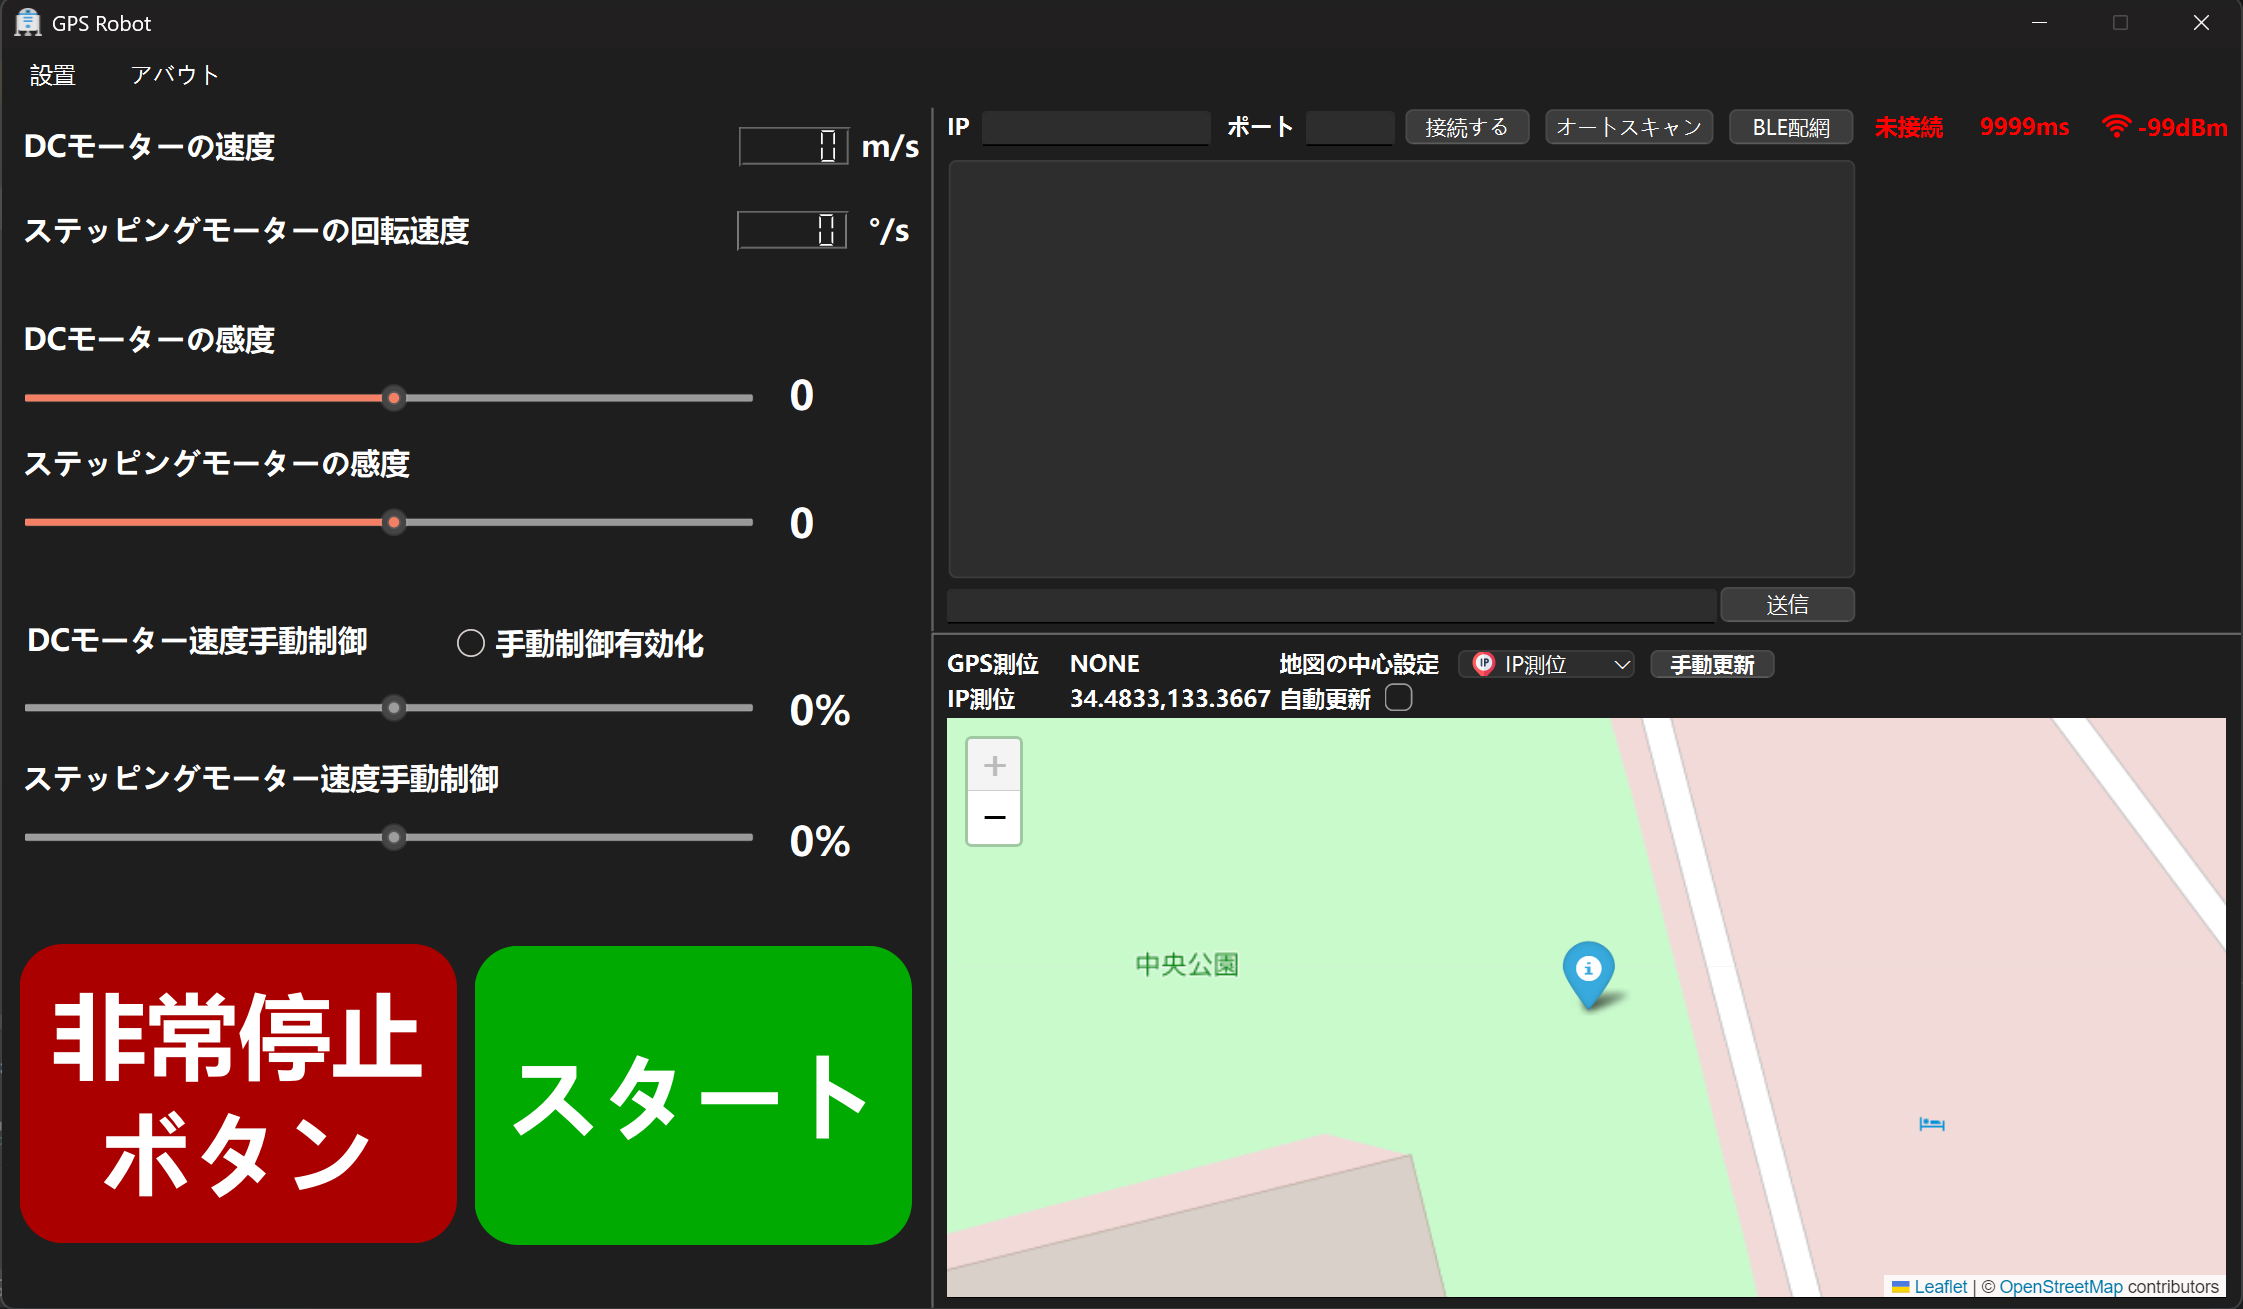 GPS Robot
設置 アバウト
DCモーターの速度 0 m/s
ステッピングモーターの回転速度 0 °/s
DCモーターの感度
0
ステッピングモーターの感度
0
DCモーター速度手動制御 手動制御有効化
0%
ステッピングモーター速度手動制御
0%
非常停止
ボタン
スタート
IP ポート 接続する オートスキャン BLE配網 未接続 9999ms -99dBm
送信
GPS測位 NONE 地図の中心設定 IP IP測位 手動更新
IP測位 34.4833,133.3667 自動更新
+
−
中央公園
i
Leaflet | © OpenStreetMap contributors